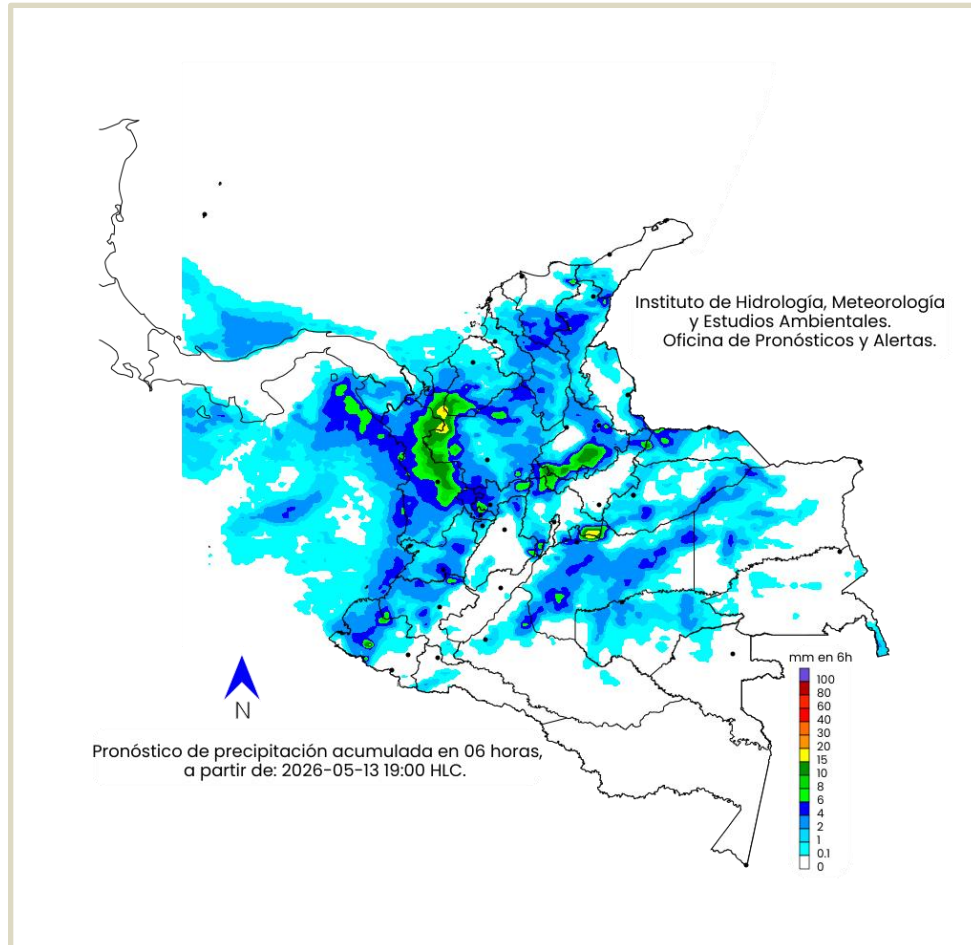 Instituto de Hidrología, Meteorología
y Estudios Ambientales.
Oficina de Pronósticos y Alertas.
mm en 6h
100
80
60
40
30
20
15
10
8
6
4
2
1
0.1
0
N
Pronóstico de precipitación acumulada en 06 horas,
a partir de: 2026-05-13 19:00 HLC.